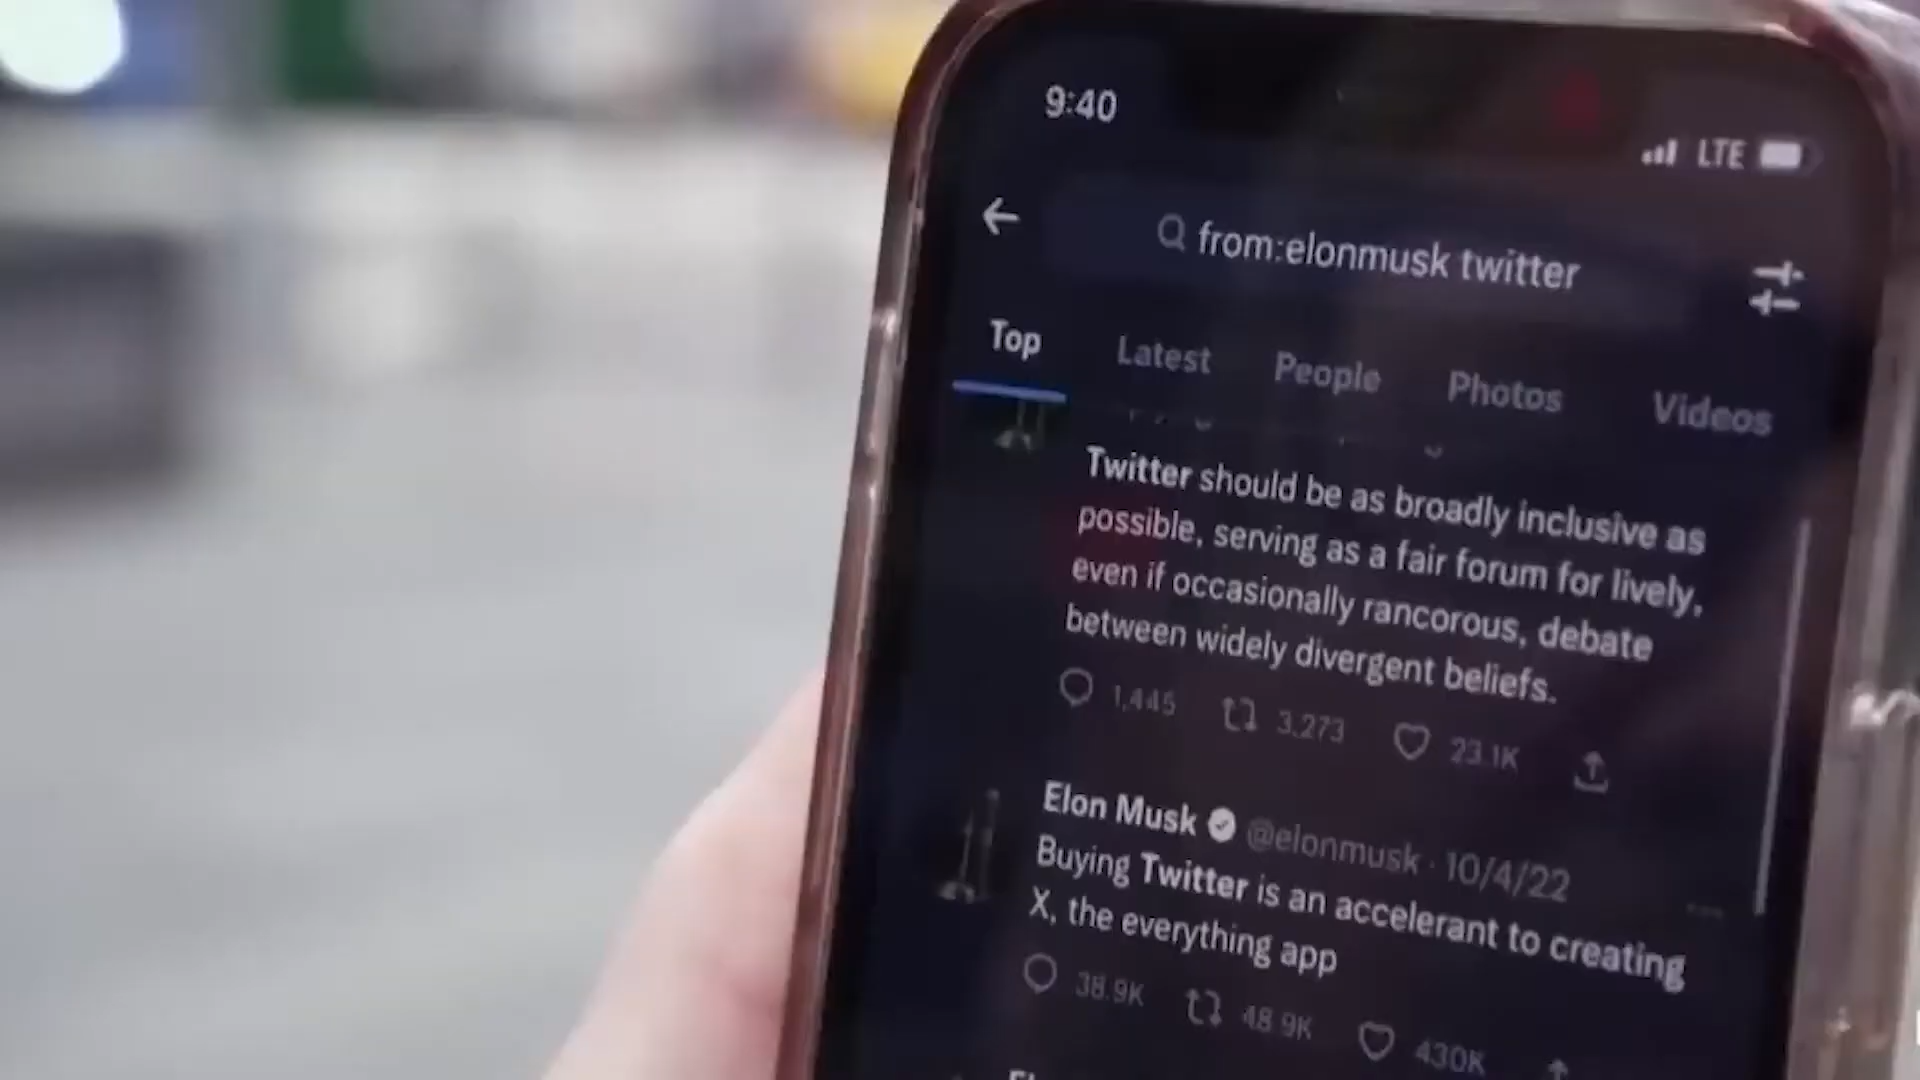 9:40
LTE
from:elonmusk twitter
Top Latest People Photos Videos
Twitter should be as broadly inclusive as
possible, serving as a fair forum for lively,
even if occasionally rancorous, debate
between widely divergent beliefs.
1,445 3,273 23.1K
Elon Musk @elonmusk · 10/4/22
Buying Twitter is an accelerant to creating
X, the everything app
38.9K 48.9K 430K